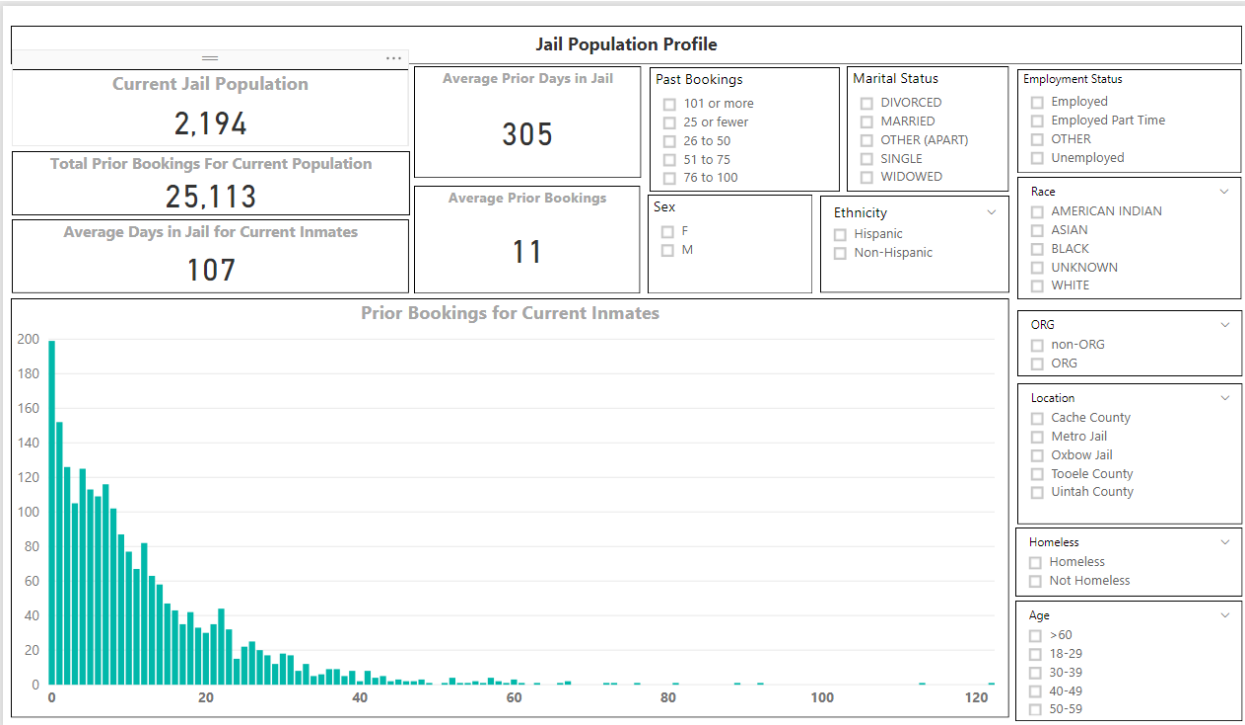 Jail Population Profile
Current Jail Population
2,194
Total Prior Bookings For Current Population
25,113
Average Days in Jail for Current Inmates
107
Average Prior Days in Jail
305
Average Prior Bookings
11
Past Bookings
101 or more
25 or fewer
26 to 50
51 to 75
76 to 100
Marital Status
DIVORCED
MARRIED
OTHER (APART)
SINGLE
WIDOWED
Sex
F
M
Ethnicity
Hispanic
Non-Hispanic
Employment Status
Employed
Employed Part Time
OTHER
Unemployed
Race
AMERICAN INDIAN
ASIAN
BLACK
UNKNOWN
WHITE
ORG
non-ORG
ORG
Location
Cache County
Metro Jail
Oxbow Jail
Tooele County
Uintah County
Homeless
Homeless
Not Homeless
Age
>60
18-29
30-39
40-49
50-59
Prior Bookings for Current Inmates
200
180
160
140
120
100
80
60
40
20
0
0 20 40 60 80 100 120